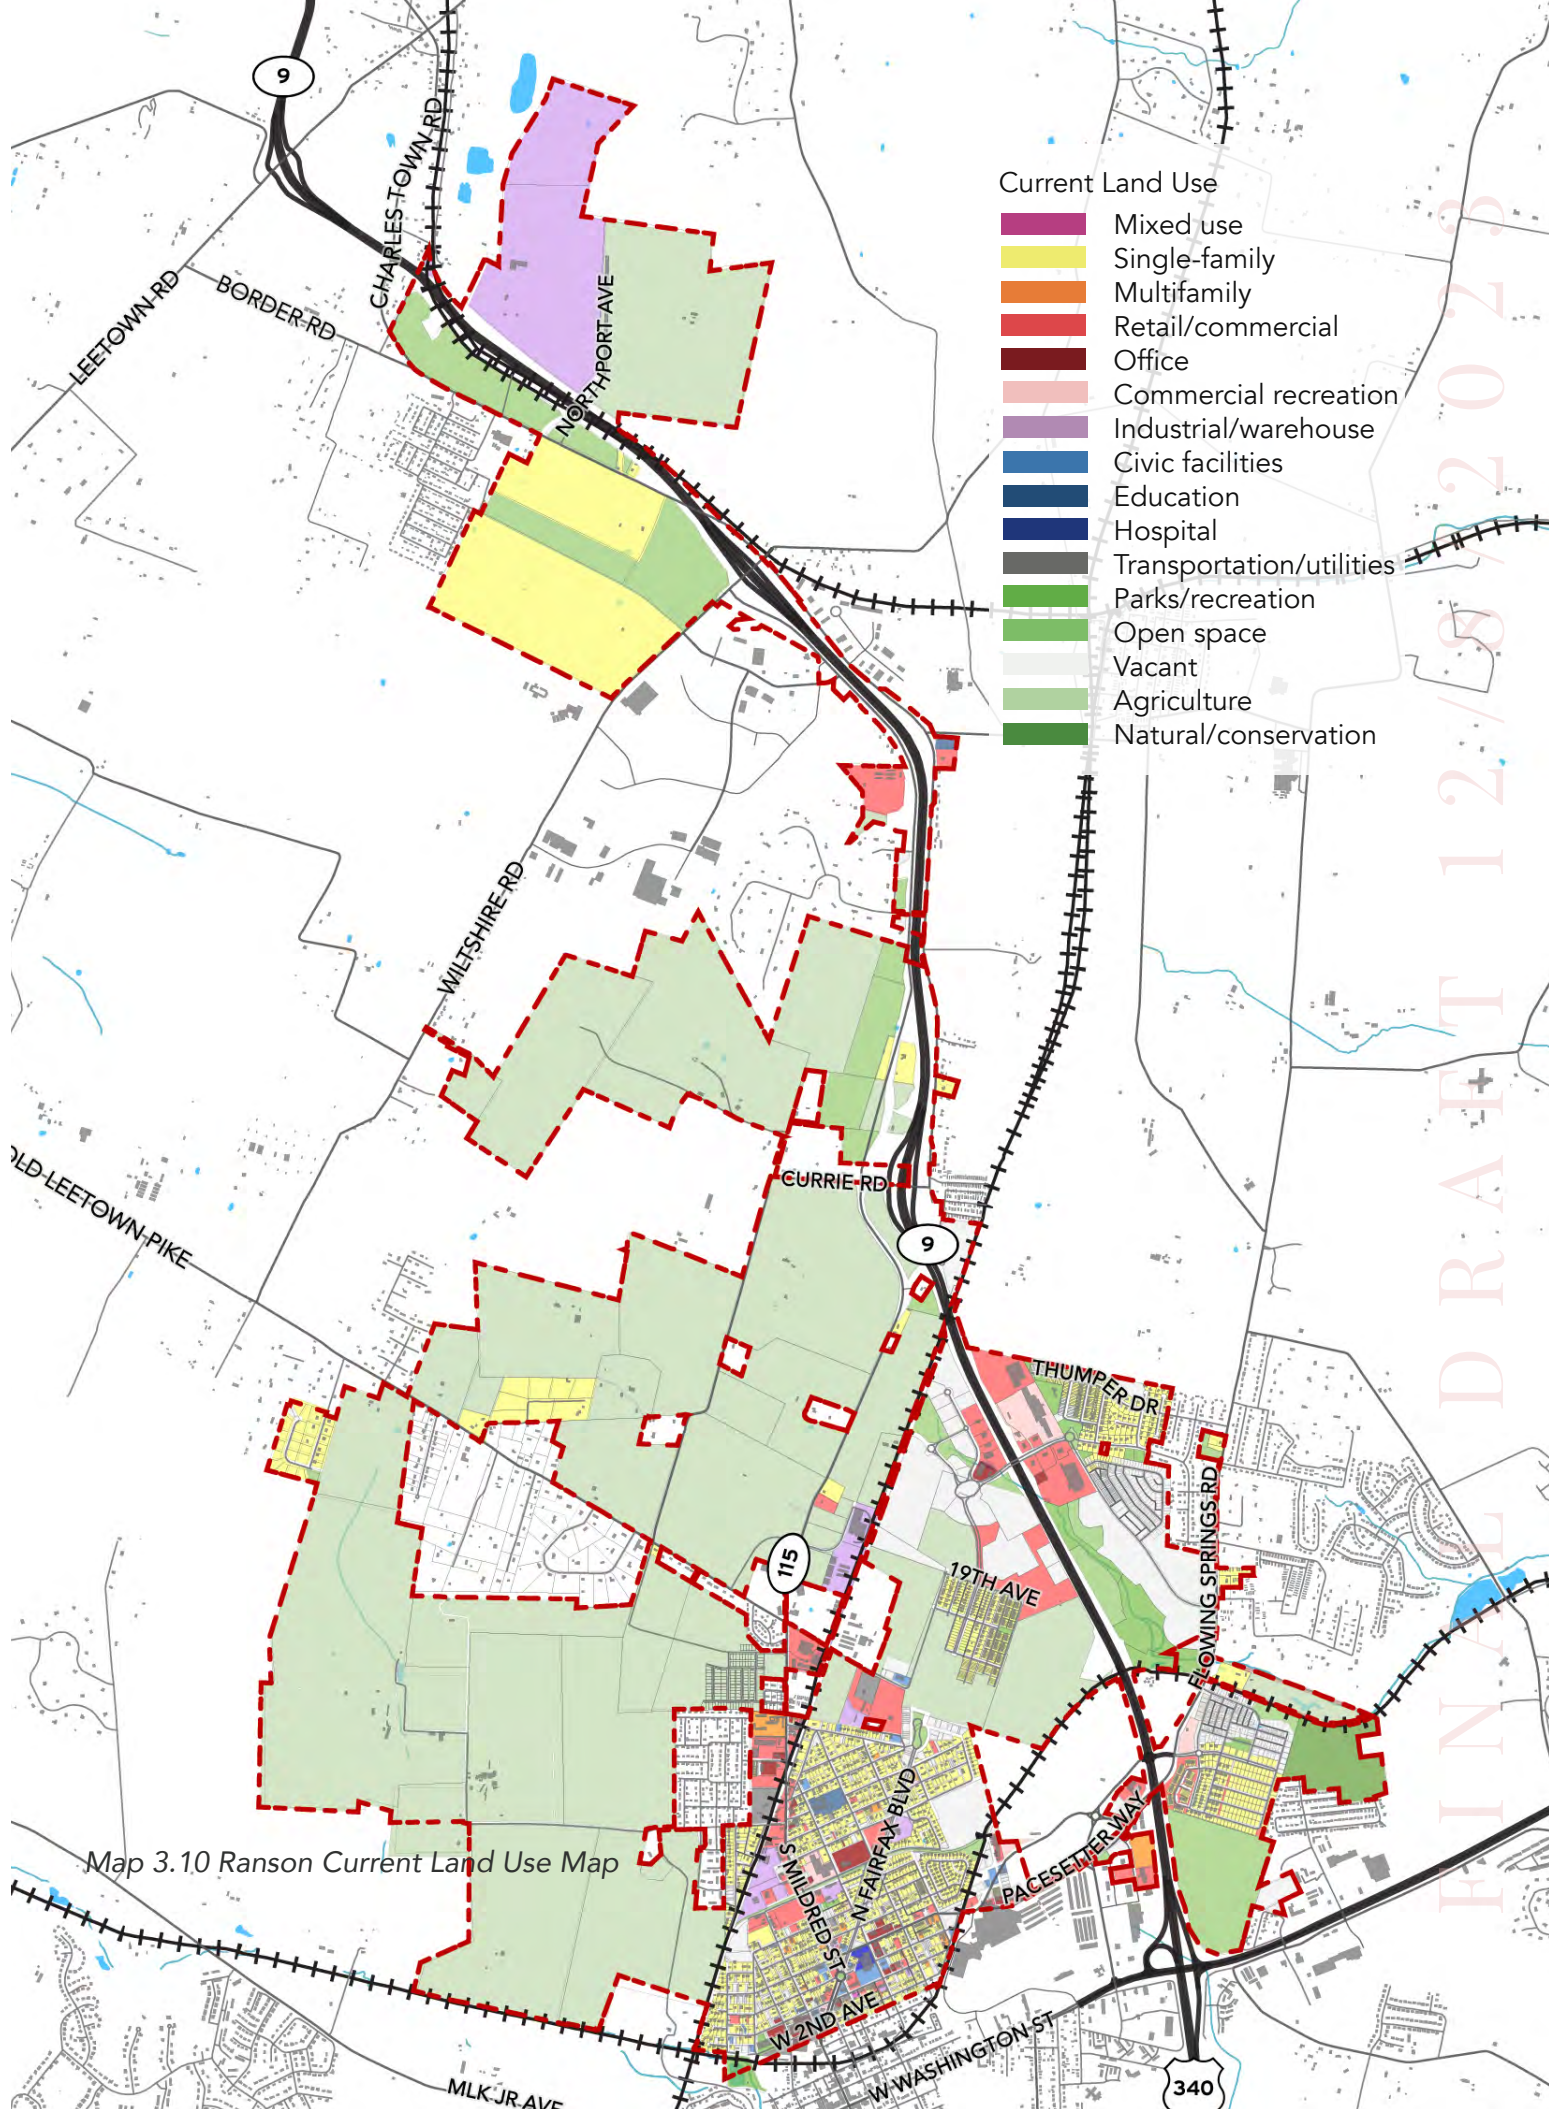 9
CHARLES TOWN RD
LEETOWN RD
BORDER RD
NORTHPORT AVE
Current Land Use
Mixed use
Single-family
Multifamily
Retail/commercial
Office
Commercial recreation
Industrial/warehouse
Civic facilities
Education
Hospital
Transportation/utilities
Parks/recreation
Open space
Vacant
Agriculture
Natural/conservation
FINAL DRAFT 12/8/2023
WILTSHIRE RD
OLD LEETOWN PIKE
CURRIE RD
9
THUMPER DR
FLOWING SPRINGS RD
115
19TH AVE
N FAIRFAX BLVD
S MILDRED ST
PACESETTER WAY
Map 3.10 Ranson Current Land Use Map
W 2ND AVE
W WASHINGTON ST
MLK JR AVE
340